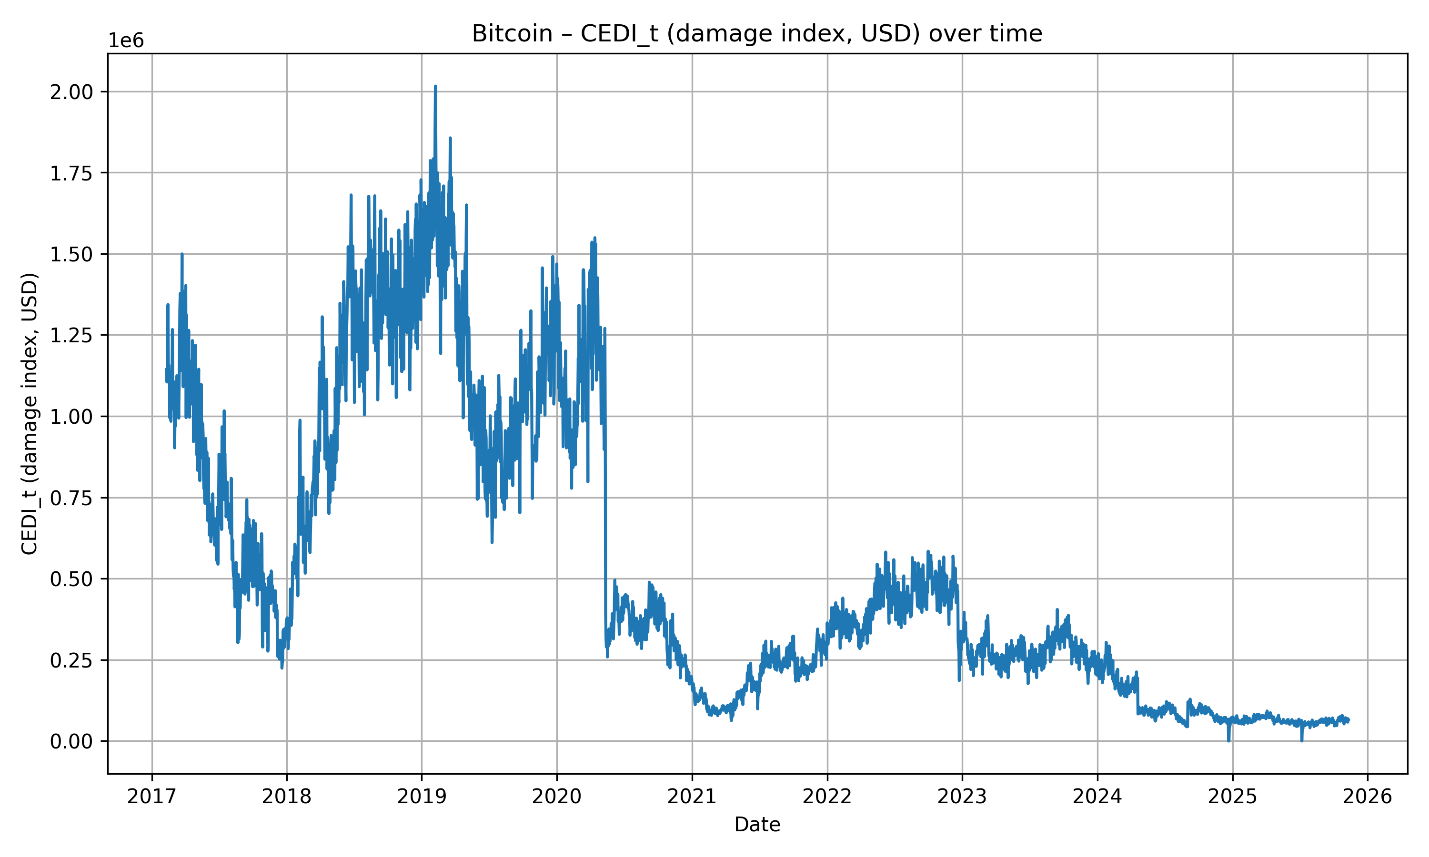 Bitcoin – CEDI_t (damage index, USD) over time
1e6
2.00
1.75
1.50
1.25
1.00
0.75
0.50
0.25
0.00
CEDI_t (damage index, USD)
2017 2018 2019 2020 2021 2022 2023 2024 2025 2026
Date